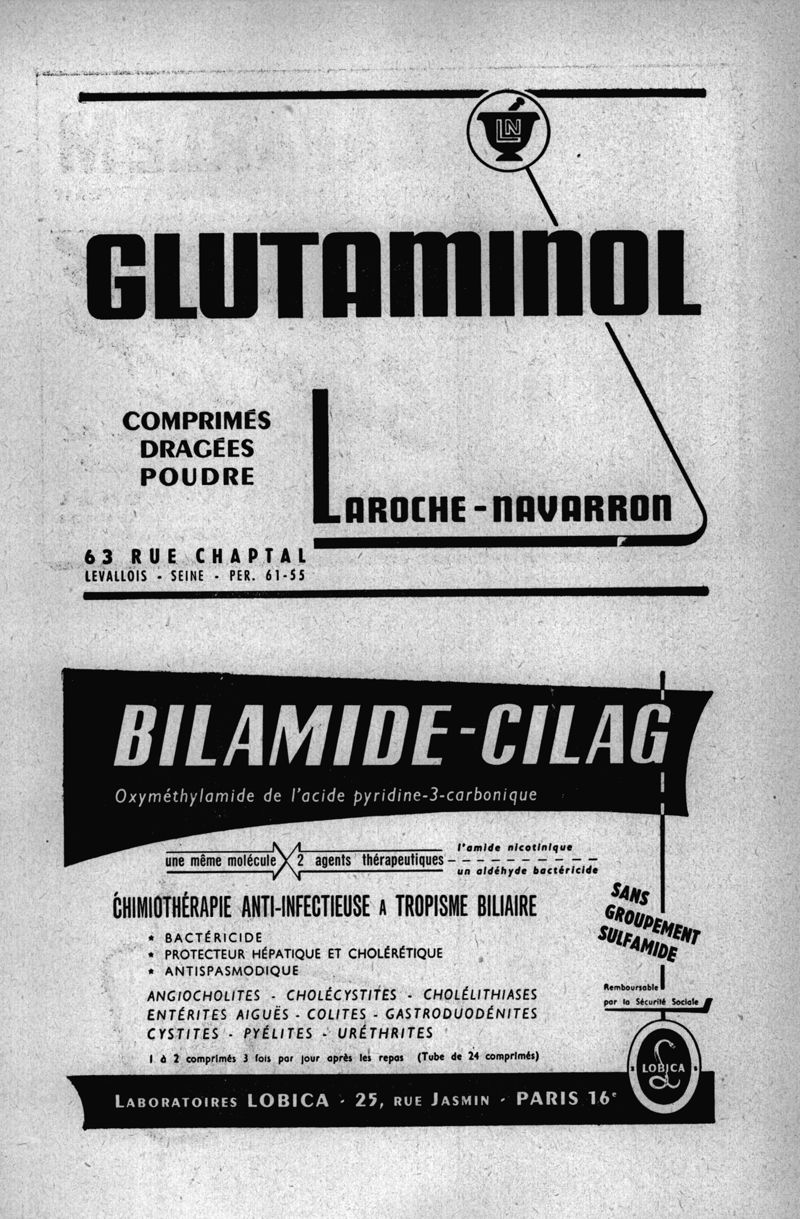 LN
GLUTAMINOL
COMPRIMÉS
DRAGÉES
POUDRE
LAROCHE-NAVARRON
63 RUE CHAPTAL
LEVALLOIS - SEINE - PER. 61-55
BILAMIDE-CILAG
Oxyméthylamide de l'acide pyridine-3-carbonique
une même molécule 2 agents thérapeutiques
l'amide nicotinique
un aldéhyde bactéricide
CHIMIOTHÉRAPIE ANTI-INFECTIEUSE A TROPISME BILIAIRE
* BACTÉRICIDE
* PROTECTEUR HÉPATIQUE ET CHOLÉRÉTIQUE
* ANTISPASMODIQUE
SANS
GROUPEMENT
SULFAMIDE
ANGIOCHOLITES - CHOLÉCYSTITES - CHOLÉLITHIASES
ENTÉRITES AIGUËS - COLITES - GASTRODUODÉNITES
CYSTITES - PYÉLITES - URÉTHRITES
Remboursable
par la Sécurité Sociale
1 à 2 comprimés 3 fois par jour après les repas (Tube de 24 comprimés)
LOBICA
LABORATOIRES LOBICA - 25, RUE JASMIN - PARIS 16e